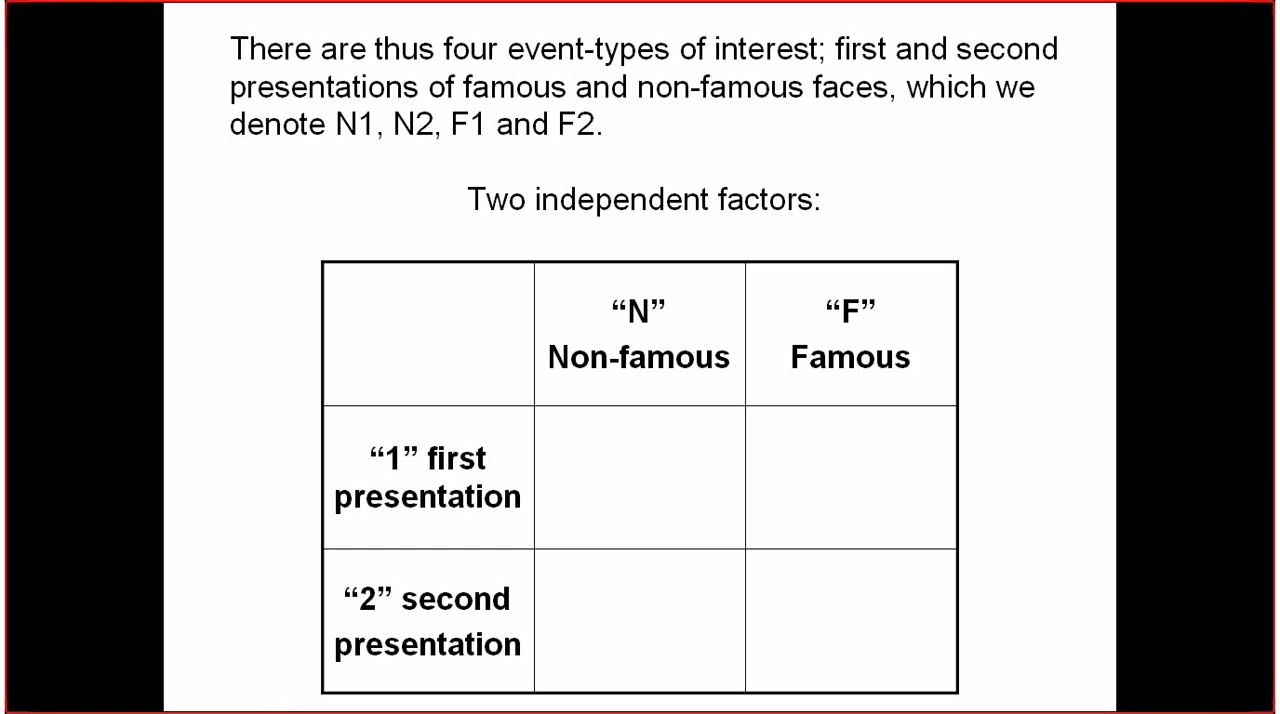 There are thus four event-types of interest; first and second
presentations of famous and non-famous faces, which we
denote N1, N2, F1 and F2.
Two independent factors:
“N”
Non-famous
“F”
Famous
“1” first
presentation
“2” second
presentation